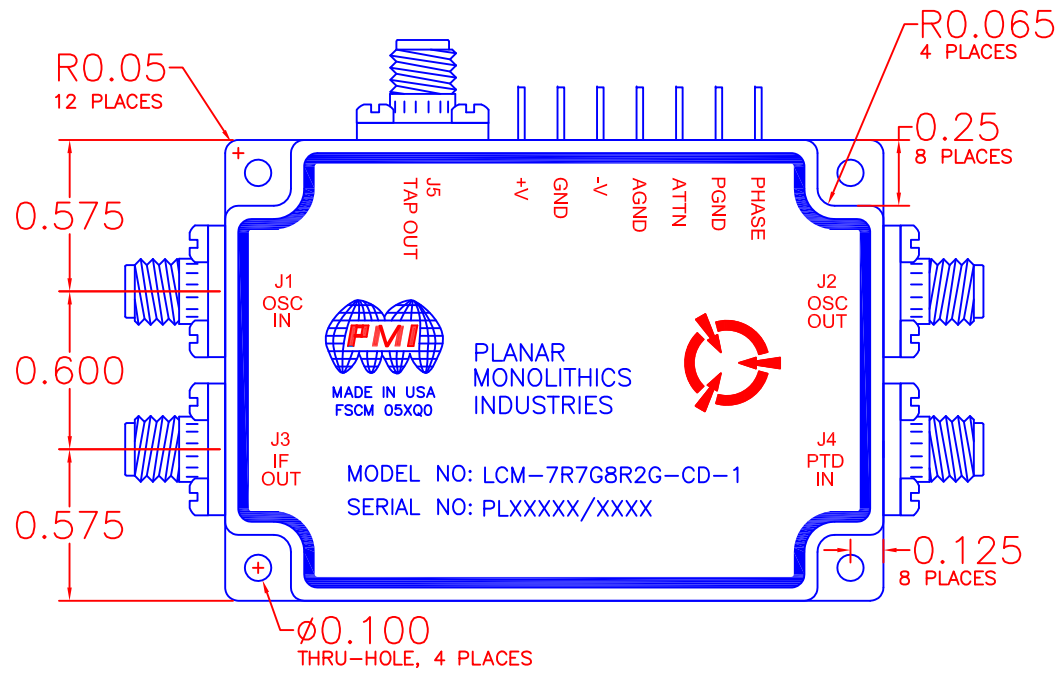 R0.05
12 PLACES
R0.065
4 PLACES
0.25
8 PLACES
0.575
0.600
0.575
J5
TAP OUT
+V
GND
-V
AGND
ATTN
PGND
PHASE
J1
OSC
IN
J2
OSC
OUT
PMI
MADE IN USA
FSCM 05XQ0
PLANAR
MONOLITHICS
INDUSTRIES
J3
IF
OUT
J4
PTD
IN
MODEL NO: LCM-7R7G8R2G-CD-1
SERIAL NO: PLXXXXX/XXXX
0.125
8 PLACES
Ø0.100
THRU-HOLE, 4 PLACES